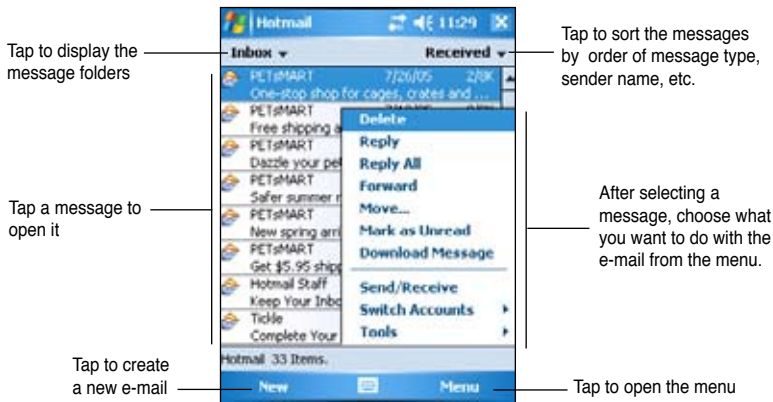 Hotmail 11:29
Tap to display the
message folders
Inbox Received
Tap to sort the messages
by order of message type,
sender name, etc.
PETsMART 7/26/05 2/8K
One-stop shop for cages, crates and ...
PETsMART
Free shipping a
PETsMART
Dazzle your pe
PETsMART
Safer summer
PETsMART
New spring arri
PETsMART
Get $5.95 ship
Hotmail Staff
Keep Your Inbo
Tickle
Complete Your
Delete
Reply
Reply All
Forward
Move...
Mark as Unread
Download Message
Send/Receive
Switch Accounts
Tools
Tap a message to
open it
After selecting a
message, choose what
you want to do with the
e-mail from the menu.
Hotmail 33 Items.
Tap to create
a new e-mail
New Menu
Tap to open the menu